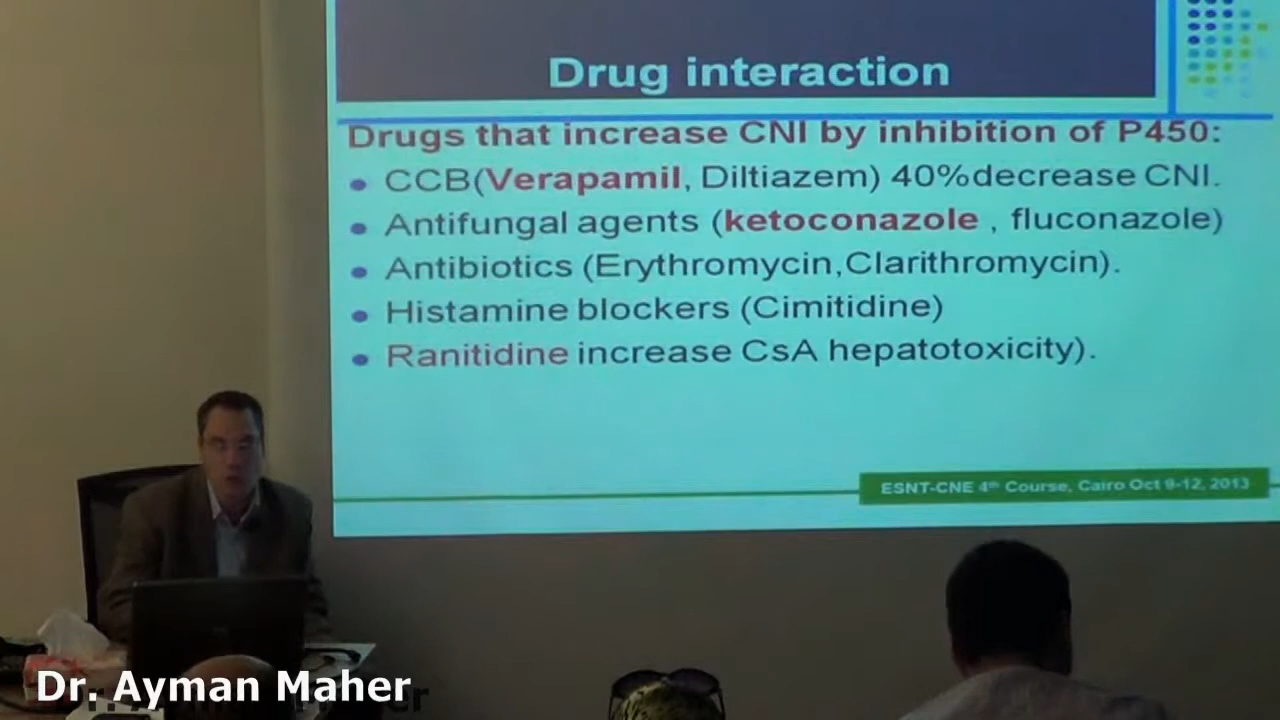 Drug interaction
Drugs that increase CNI by inhibition of P450:
• CCB(Verapamil, Diltiazem) 40%decrease CNI.
• Antifungal agents (ketoconazole , fluconazole)
• Antibiotics (Erythromycin,Clarithromycin).
• Histamine blockers (Cimitidine)
• Ranitidine increase CsA hepatotoxicity).
ESNT-CNE 4th Course, Cairo Oct 9-12, 2013
Dr. Ayman Maher